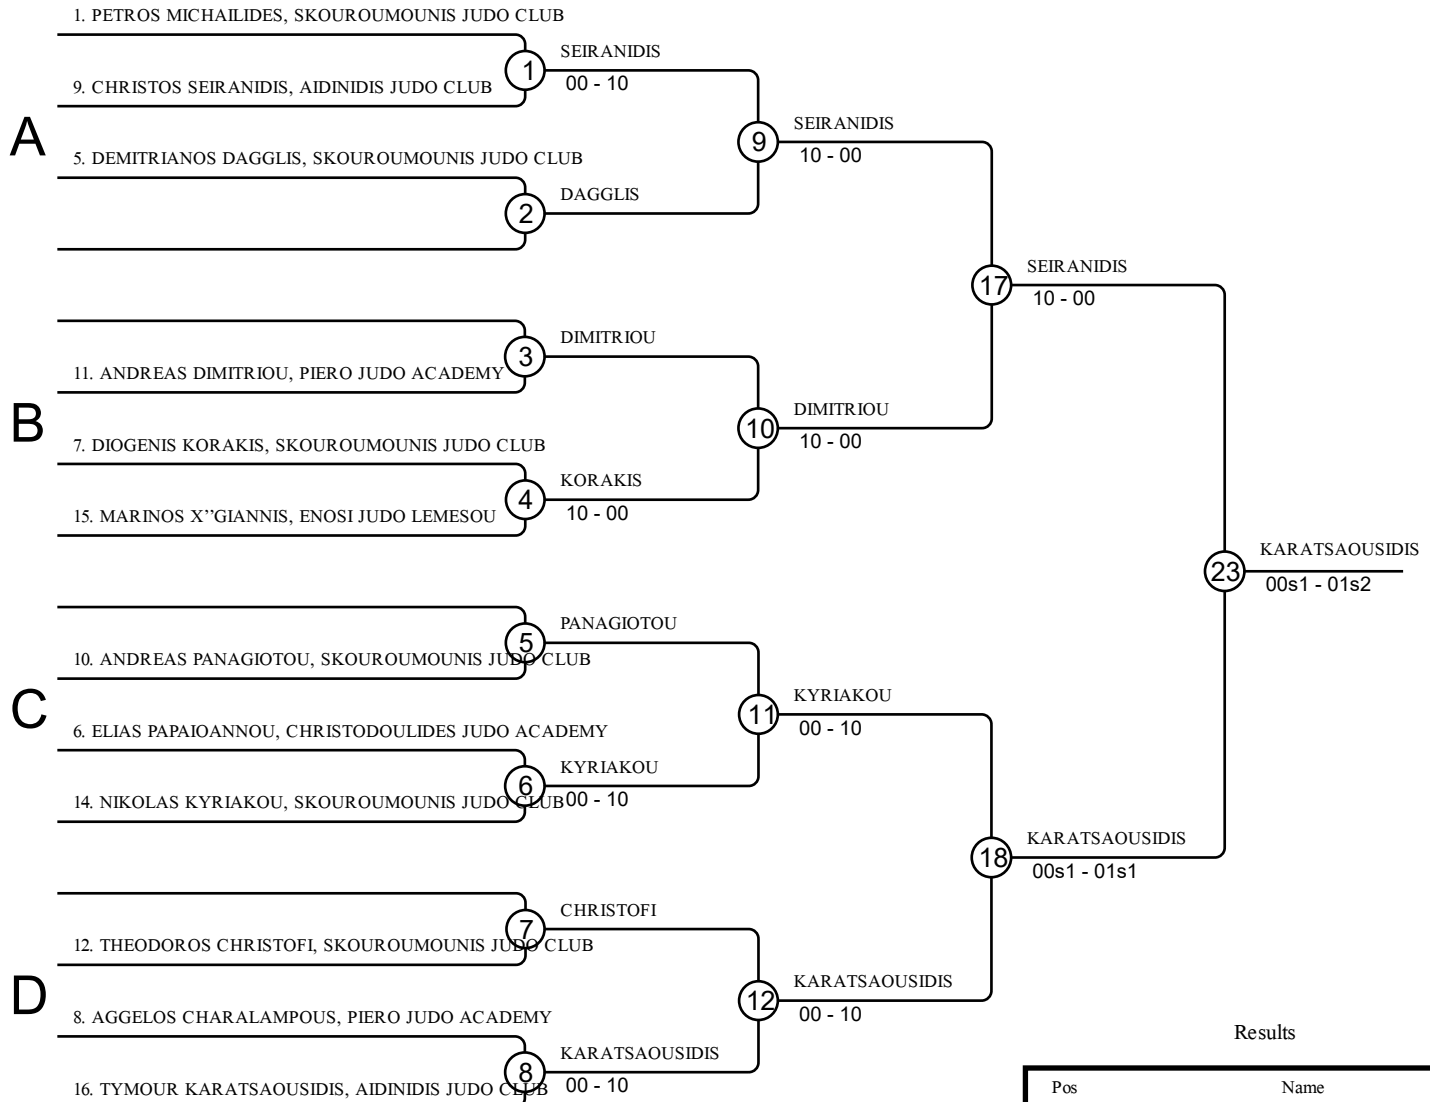 1. PETROS MICHAILIDES, SKOUROUMOUNIS JUDO CLUB
1
SEIRANIDIS
00 - 10
9. CHRISTOS SEIRANIDIS, AIDINIDIS JUDO CLUB
A
9
SEIRANIDIS
10 - 00
5. DEMITRIANOS DAGGLIS, SKOUROUMOUNIS JUDO CLUB
2
DAGGLIS
17
SEIRANIDIS
10 - 00
3
DIMITRIOU
11. ANDREAS DIMITRIOU, PIERO JUDO ACADEMY
B
10
DIMITRIOU
10 - 00
7. DIOGENIS KORAKIS, SKOUROUMOUNIS JUDO CLUB
4
KORAKIS
10 - 00
15. MARINOS X’’GIANNIS, ENOSI JUDO LEMESOU
23
KARATSAOUSIDIS
00s1 - 01s2
5
PANAGIOTOU
10. ANDREAS PANAGIOTOU, SKOUROUMOUNIS JUDO CLUB
C
11
KYRIAKOU
00 - 10
6. ELIAS PAPAIOANNOU, CHRISTODOULIDES JUDO ACADEMY
6
KYRIAKOU
00 - 10
14. NIKOLAS KYRIAKOU, SKOUROUMOUNIS JUDO CLUB
18
KARATSAOUSIDIS
00s1 - 01s1
7
CHRISTOFI
12. THEODOROS CHRISTOFI, SKOUROUMOUNIS JUDO CLUB
D
12
KARATSAOUSIDIS
00 - 10
8. AGGELOS CHARALAMPOUS, PIERO JUDO ACADEMY
8
KARATSAOUSIDIS
00 - 10
16. TYMOUR KARATSAOUSIDIS, AIDINIDIS JUDO CLUB
Results
Pos Name